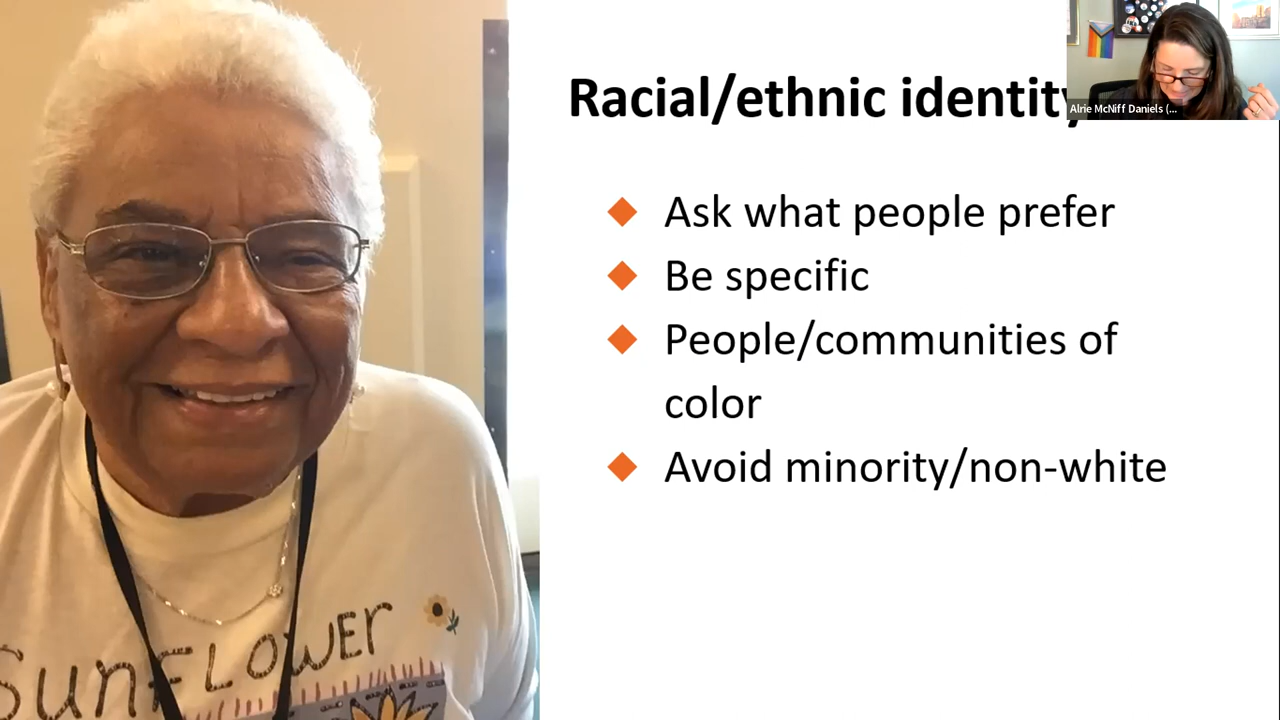 Racial/ethnic identity
Alrie McNiff Daniels (...
Ask what people prefer
Be specific
People/communities of
color
Avoid minority/non-white
SunFLOWER